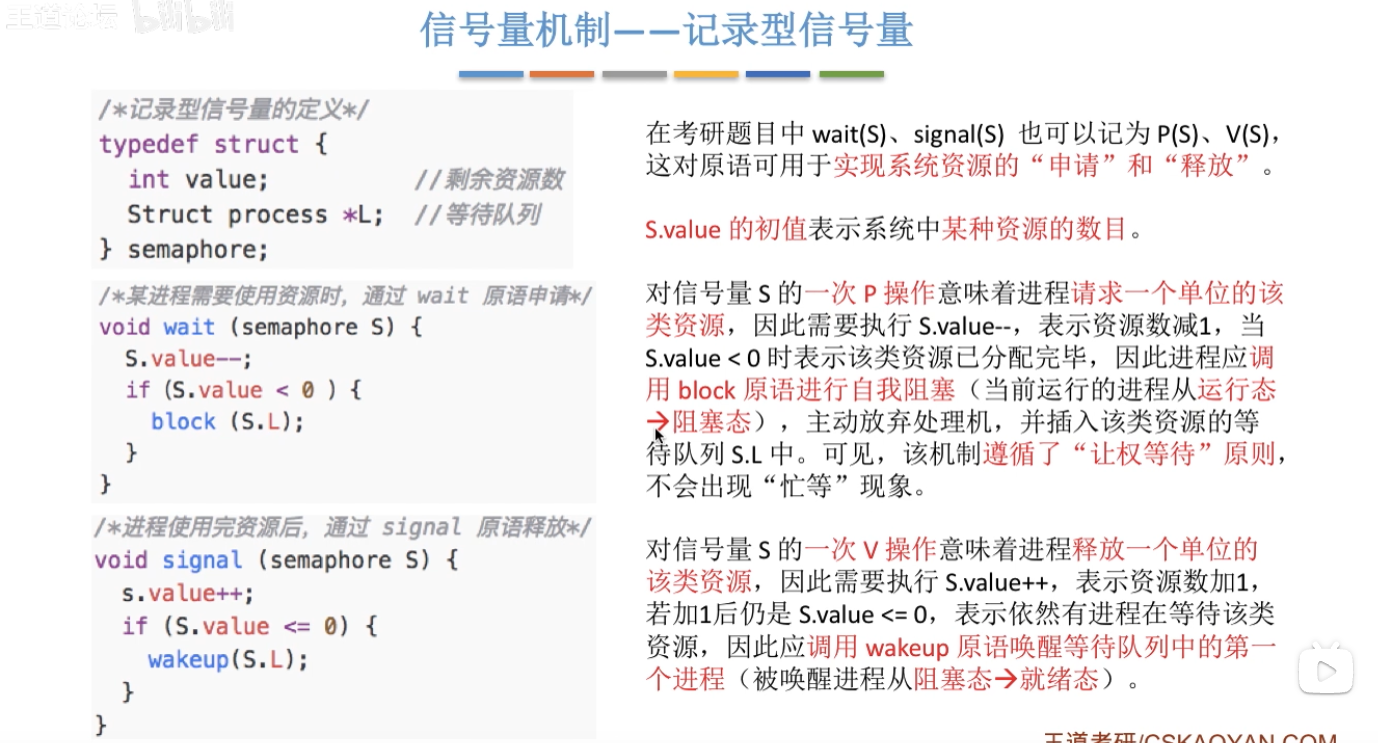 王道论坛 bilibili
信号量机制——记录型信号量
/*记录型信号量的定义*/
typedef struct {
int value; //剩余资源数
Struct process *L; //等待队列
} semaphore;
/*某进程需要使用资源时，通过 wait 原语申请*/
void wait (semaphore S) {
S.value--;
if (S.value < 0 ) {
block (S.L);
}
}
/*进程使用完资源后，通过 signal 原语释放*/
void signal (semaphore S) {
s.value++;
if (S.value <= 0) {
wakeup(S.L);
}
}
在考研题目中 wait(S)、signal(S) 也可以记为 P(S)、V(S)，
这对原语可用于实现系统资源的“申请”和“释放”。
S.value 的初值表示系统中某种资源的数目。
对信号量 S 的一次 P 操作意味着进程请求一个单位的该
类资源，因此需要执行 S.value--，表示资源数减1，当
S.value < 0 时表示该类资源已分配完毕，因此进程应调
用 block 原语进行自我阻塞（当前运行的进程从运行态
→阻塞态），主动放弃处理机，并插入该类资源的等
待队列 S.L 中。可见，该机制遵循了“让权等待”原则，
不会出现“忙等”现象。
对信号量 S 的一次 V 操作意味着进程释放一个单位的
该类资源，因此需要执行 S.value++，表示资源数加1，
若加1后仍是 S.value <= 0，表示依然有进程在等待该类
资源，因此应调用 wakeup 原语唤醒等待队列中的第一
个进程（被唤醒进程从阻塞态→就绪态）。
王道考研/CSKAOYAN.COM